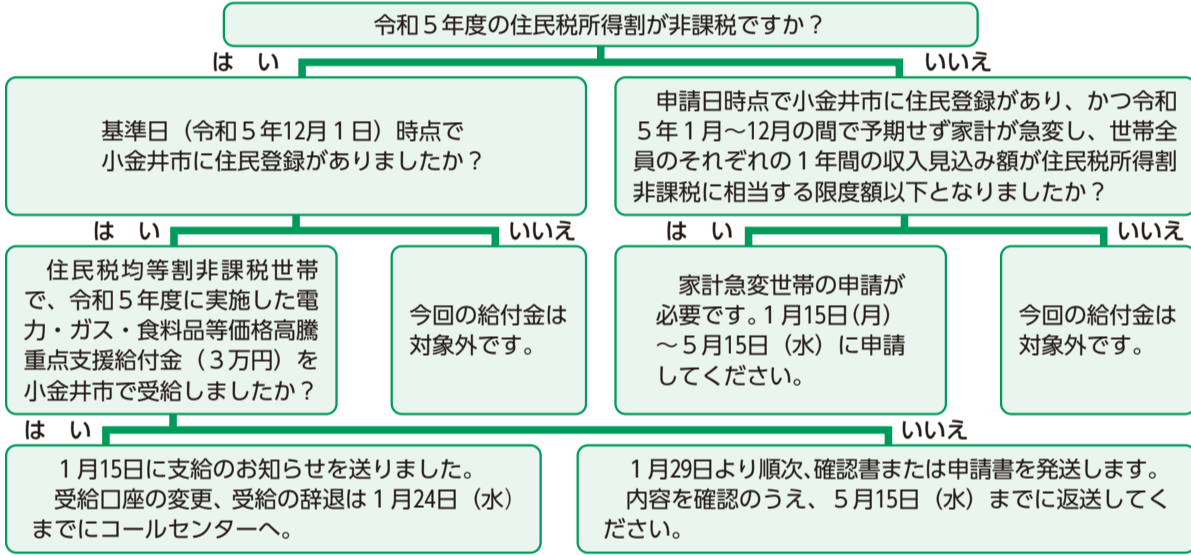 令和５年度の住民税所得割が非課税ですか？
は　い
いいえ
基準日（令和５年12月１日）時点で
小金井市に住民登録がありましたか？
申請日時点で小金井市に住民登録があり、かつ令和
５年１月～12月の間で予期せず家計が急変し、世帯全
員のそれぞれの１年間の収入見込み額が住民税所得割
非課税に相当する限度額以下となりましたか？
は　い
いいえ
は　い
いいえ
住民税均等割非課税世帯
で、令和５年度に実施した電
力・ガス・食料品等価格高騰
重点支援給付金（３万円）を
小金井市で受給しましたか？
今回の給付金は
対象外です。
家計急変世帯の申請が
必要です。１月15日（月）
～５月15日（水）に申請
してください。
今回の給付金は
対象外です。
は　い
いいえ
１月15日に支給のお知らせを送りました。
受給口座の変更、受給の辞退は１月24日（水）
までにコールセンターへ。
１月29日より順次、確認書または申請書を発送します。
内容を確認のうえ、５月15日（水）までに返送してく
ださい。